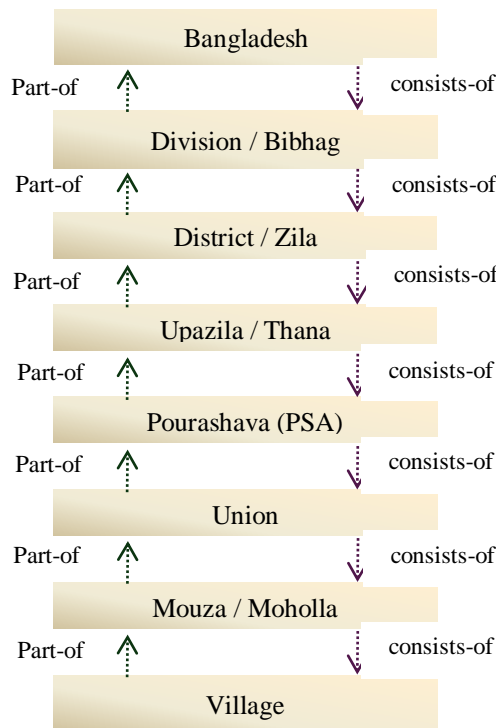 Bangladesh
Part-of consists-of
Division / Bibhag
Part-of consists-of
District / Zila
Part-of consists-of
Upazila / Thana
Part-of consists-of
Pourashava (PSA)
Part-of consists-of
Union
Part-of consists-of
Mouza / Moholla
Part-of consists-of
Village